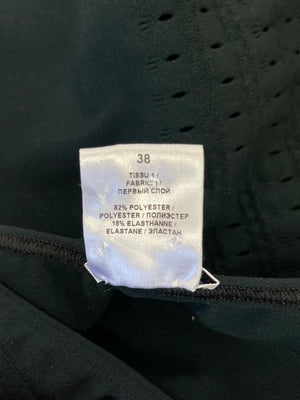 38
TISSU 1 /
FABRIC 1 /
ПЕРВЫЙ СЛОЙ
82% POLYESTER /
POLYESTER / ПОЛИЭСТЕР
18% ELASTHANNE /
ELASTANE / ЭЛАСТАН